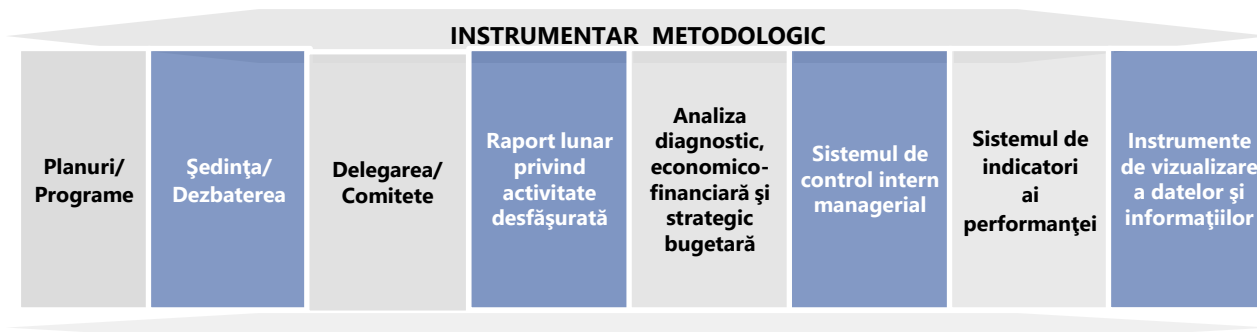 INSTRUMENTAR METODOLOGIC
Planuri/
Programe
Şedinţa/
Dezbaterea
Delegarea/
Comitete
Raport lunar
privind
activitate
desfăşurată
Analiza
diagnostic,
economico-
financiară şi
strategic
bugetară
Sistemul de
control intern
managerial
Sistemul de
indicatori
ai
performanţei
Instrumente
de vizualizare
a datelor şi
informaţiilor